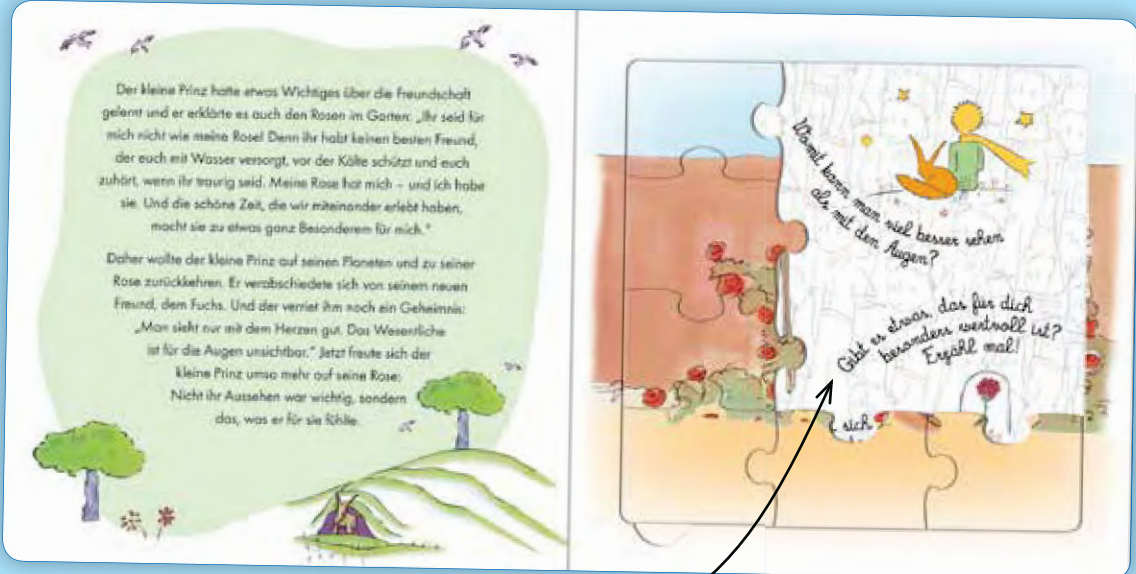 Der kleine Prinz hatte etwas Wichtiges über die Freundschaft
gelernt und er erklärte es auch den Rosen im Garten: „Ihr seid für
mich nicht wie meine Rose! Denn ihr habt keinen besten Freund,
der euch mit Wasser versorgt, vor der Kälte schützt und euch
zuhört, wenn ihr traurig seid. Meine Rose hat mich – und ich habe
sie. Und die schöne Zeit, die wir miteinander erlebt haben,
macht sie zu etwas ganz Besonderem für mich.“
Daher wollte der kleine Prinz auf seinen Planeten und zu seiner
Rose zurückkehren. Er verabschiedete sich von seinem neuen
Freund, dem Fuchs. Und der verriet ihm noch ein Geheimnis:
„Man sieht nur mit dem Herzen gut. Das Wesentliche
ist für die Augen unsichtbar.“ Jetzt freute sich der
kleine Prinz umso mehr auf seine Rose:
Nicht ihr Aussehen war wichtig, sondern
das, was er für sie fühlte.
Womit kann man viel besser sehen
als mit den Augen?
Gibt es etwas, das für dich
besonders wertvoll ist?
Erzähl mal!
sich